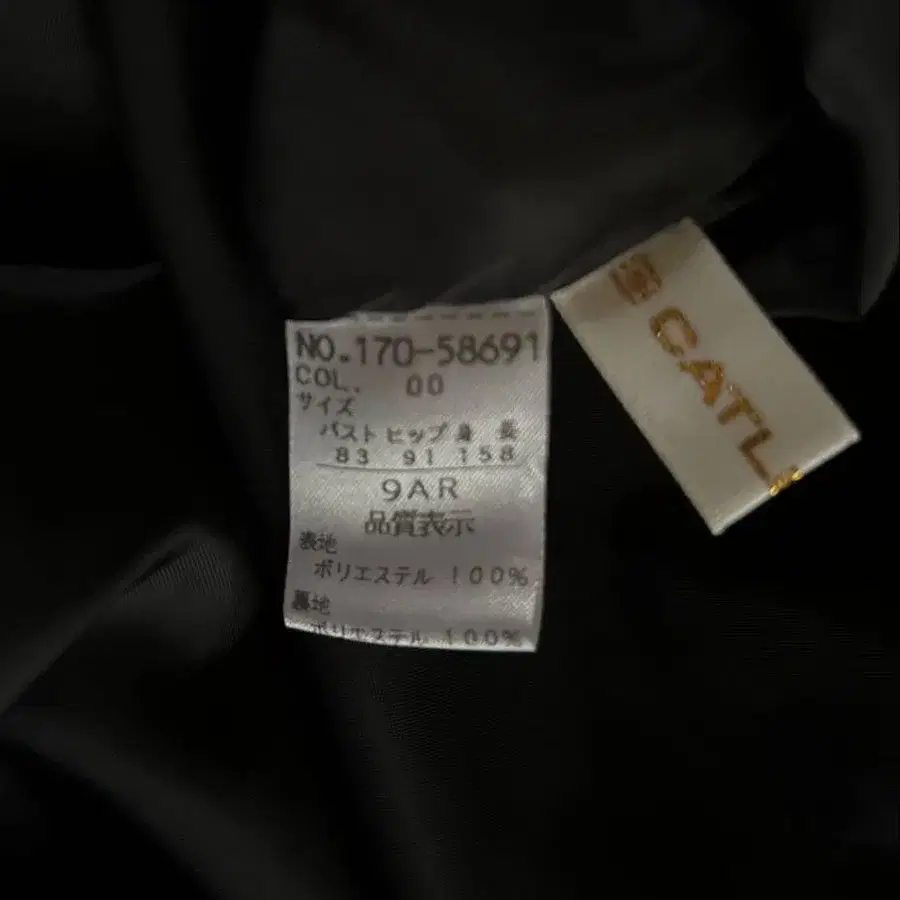 NO.170-58691
COL. 00
サイズ
バスト ヒップ 身 長
83 91 158
9AR
品質表示
表地
ポリエステル 100%
裏地
ポリエステル 100%
CATL